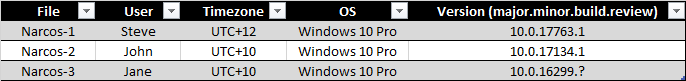 File User Timezone OS Version (major.minor.build.review)
Narcos-1 Steve UTC+12 Windows 10 Pro 10.0.17763.1
Narcos-2 John UTC+10 Windows 10 Pro 10.0.17134.1
Narcos-3 Jane UTC+10 Windows 10 Pro 10.0.16299.?